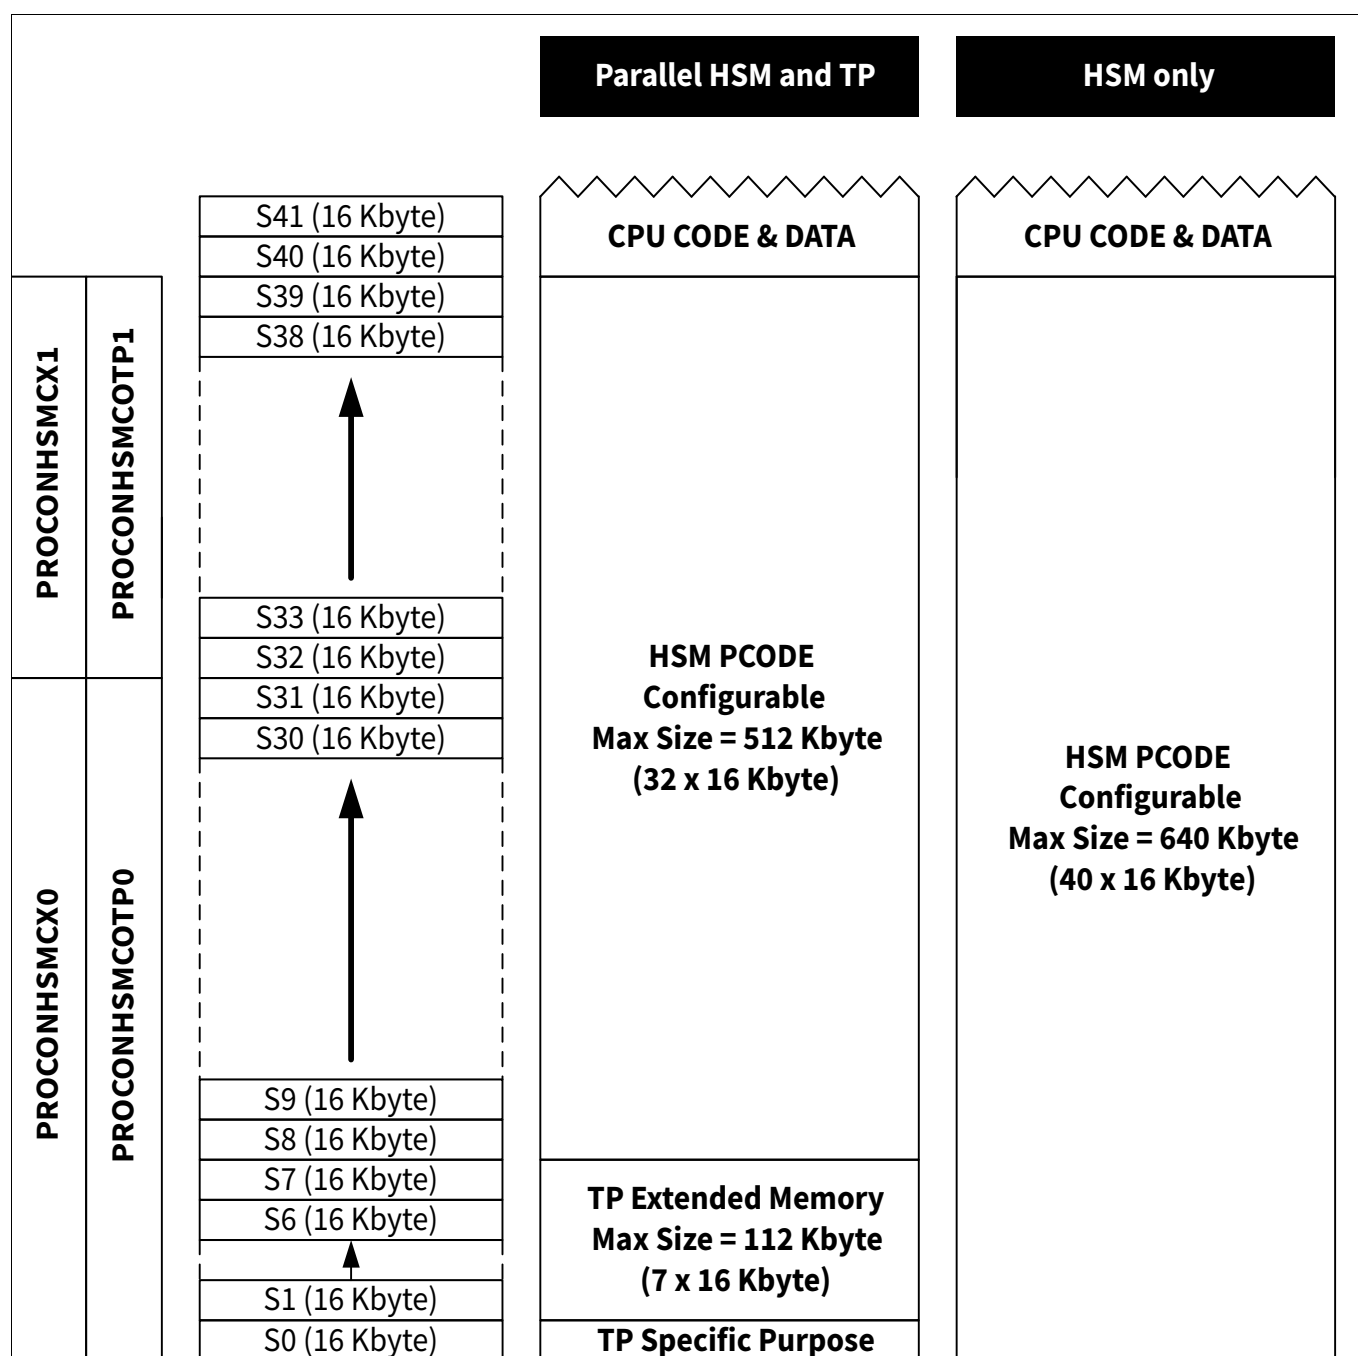 Parallel HSM and TP
HSM only
S41 (16 Kbyte)
S40 (16 Kbyte)
S39 (16 Kbyte)
S38 (16 Kbyte)
S33 (16 Kbyte)
S32 (16 Kbyte)
S31 (16 Kbyte)
S30 (16 Kbyte)
S9 (16 Kbyte)
S8 (16 Kbyte)
S7 (16 Kbyte)
S6 (16 Kbyte)
S1 (16 Kbyte)
S0 (16 Kbyte)
PROCONHSMCX1
PROCONHSMCOTP1
PROCONHSMCX0
PROCONHSMCOTP0
CPU CODE & DATA
HSM PCODE
Configurable
Max Size = 512 Kbyte
(32 x 16 Kbyte)
TP Extended Memory
Max Size = 112 Kbyte
(7 x 16 Kbyte)
TP Specific Purpose
CPU CODE & DATA
HSM PCODE
Configurable
Max Size = 640 Kbyte
(40 x 16 Kbyte)